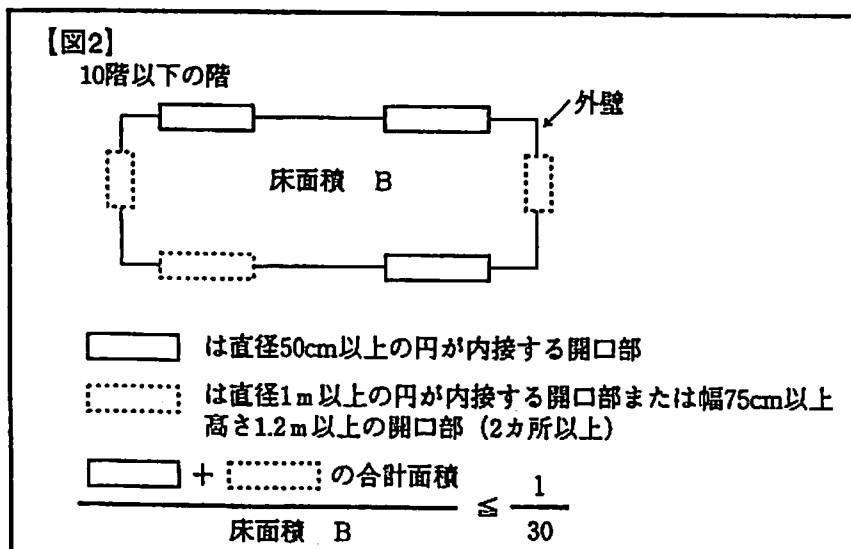 【図2】
10階以下の階
外壁
床面積 B
は直径50cm以上の円が内接する開口部
は直径1m以上の円が内接する開口部または幅75cm以上
高さ1.2m以上の開口部(2カ所以上)
+ の合計面積
床面積 B
≦ 1
30